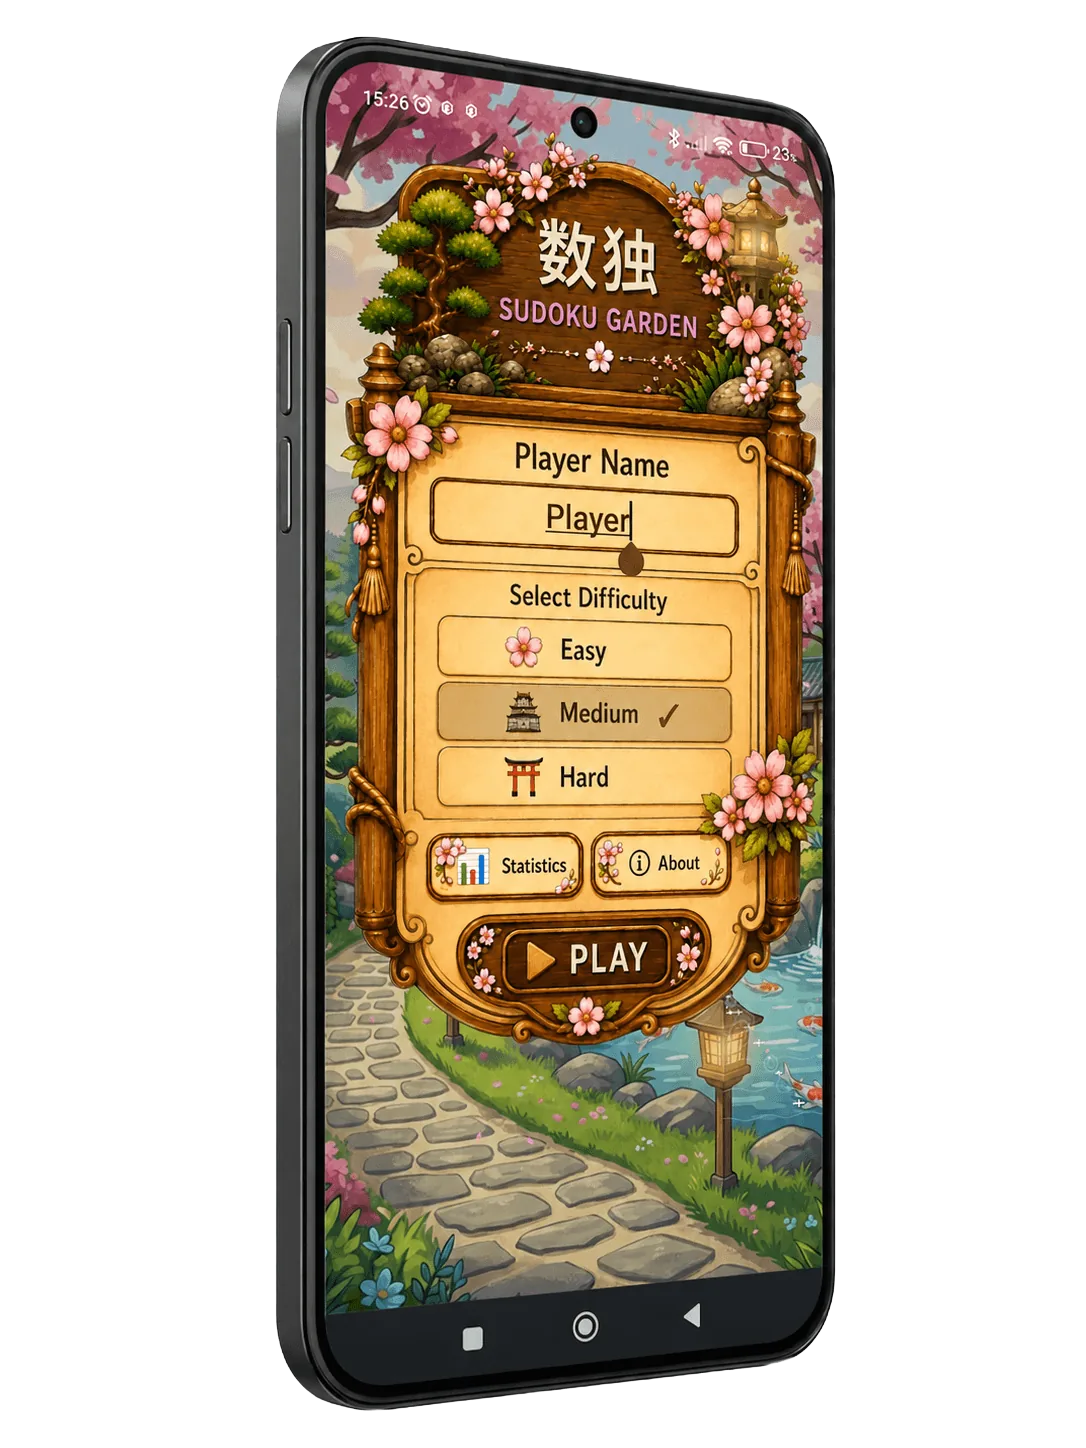 15:26
23%
数独
SUDOKU GARDEN
Player Name
Player
Select Difficulty
Easy
Medium ✓
Hard
Statistics
About
PLAY